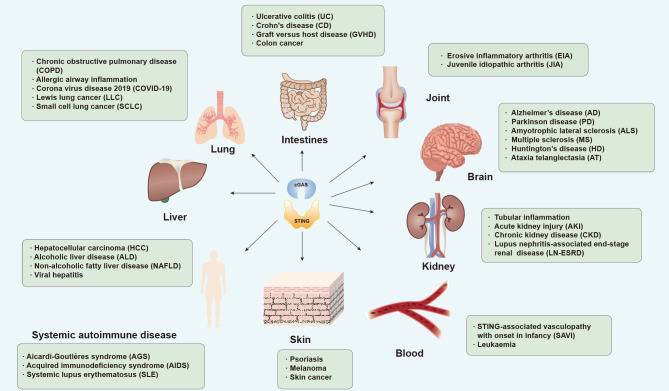 · Ulcerative colitis (UC)
· Crohn's disease (CD)
· Graft versus host disease (GVHD)
· Colon cancer
· Chronic obstructive pulmonary disease
(COPD)
· Allergic airway inflammation
· Corona virus disease 2019 (COVID-19)
· Lewis lung cancer (LLC)
· Small cell lung cancer (SCLC)
· Erosive inflammatory arthritis (EIA)
· Juvenile idiopathic arthritis (JIA)
Joint
Intestines
Lung
· Alzheimer's disease (AD)
· Parkinson disease (PD)
· Amyotrophic lateral sclerosis (ALS)
· Multiple sclerosis (MS)
· Huntington's disease (HD)
· Ataxia telangiectasia (AT)
Brain
cGAS
STING
Liver
· Tubular inflammation
· Acute kidney injury (AKI)
· Chronic kidney disease (CKD)
· Lupus nephritis-associated end-stage
renal disease (LN-ESRD)
Kidney
· Hepatocellular carcinoma (HCC)
· Alcoholic liver disease (ALD)
· Non-alcoholic fatty liver disease (NAFLD)
· Viral hepatitis
Systemic autoimmune disease
· Aicardi-Goutières syndrome (AGS)
· Acquired immunodeficiency syndrome (AIDS)
· Systemic lupus erythematosus (SLE)
Skin
· Psoriasis
· Melanoma
· Skin cancer
Blood
· STING-associated vasculopathy
with onset in infancy (SAVI)
· Leukaemia